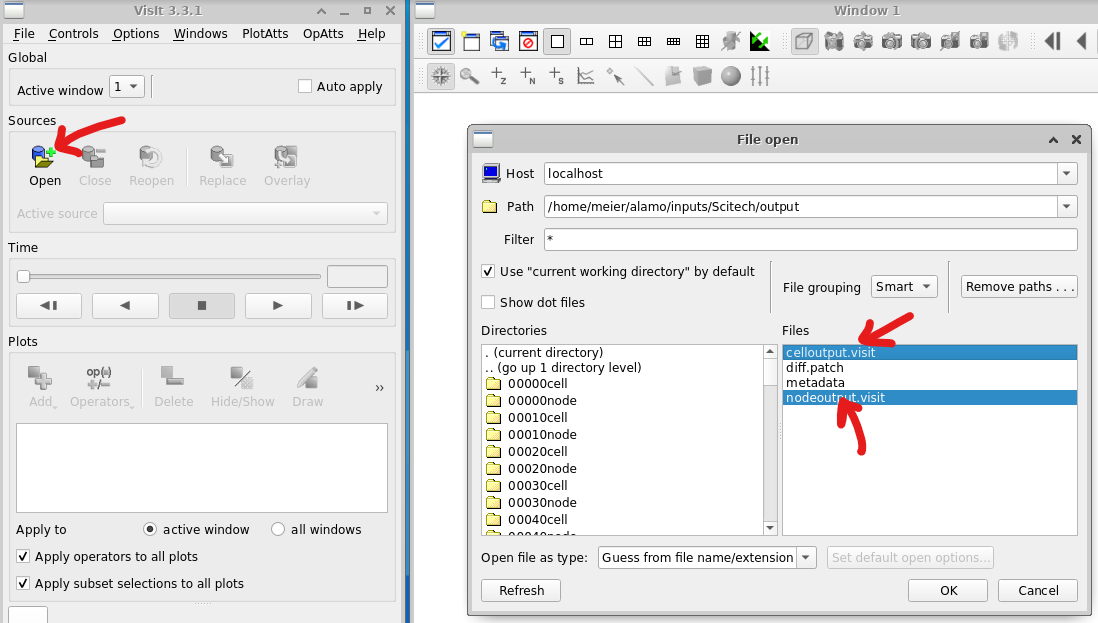 VisIt 3.3.1
File Controls Options Windows PlotAtts OpAtts Help
Global
Active window 1 Auto apply
Sources
Open Close Reopen Replace Overlay
Active source
Time
Plots
Add Operators Delete Hide/Show Draw »
op(±)
Apply to active window all windows
Apply operators to all plots
Apply subset selections to all plots
Window 1
+Z +N +S
File open
Host localhost
Path /home/meier/alamo/inputs/Scitech/output
Filter *
Use "current working directory" by default
Show dot files
File grouping Smart Remove paths . . .
Directories
. (current directory)
.. (go up 1 directory level)
00000cell
00000node
00010cell
00010node
00020cell
00020node
00030cell
00030node
00040cell
Files
celloutput.visit
diff.patch
metadata
nodeoutput.visit
Open file as type: Guess from file name/extension Set default open options...
Refresh OK Cancel